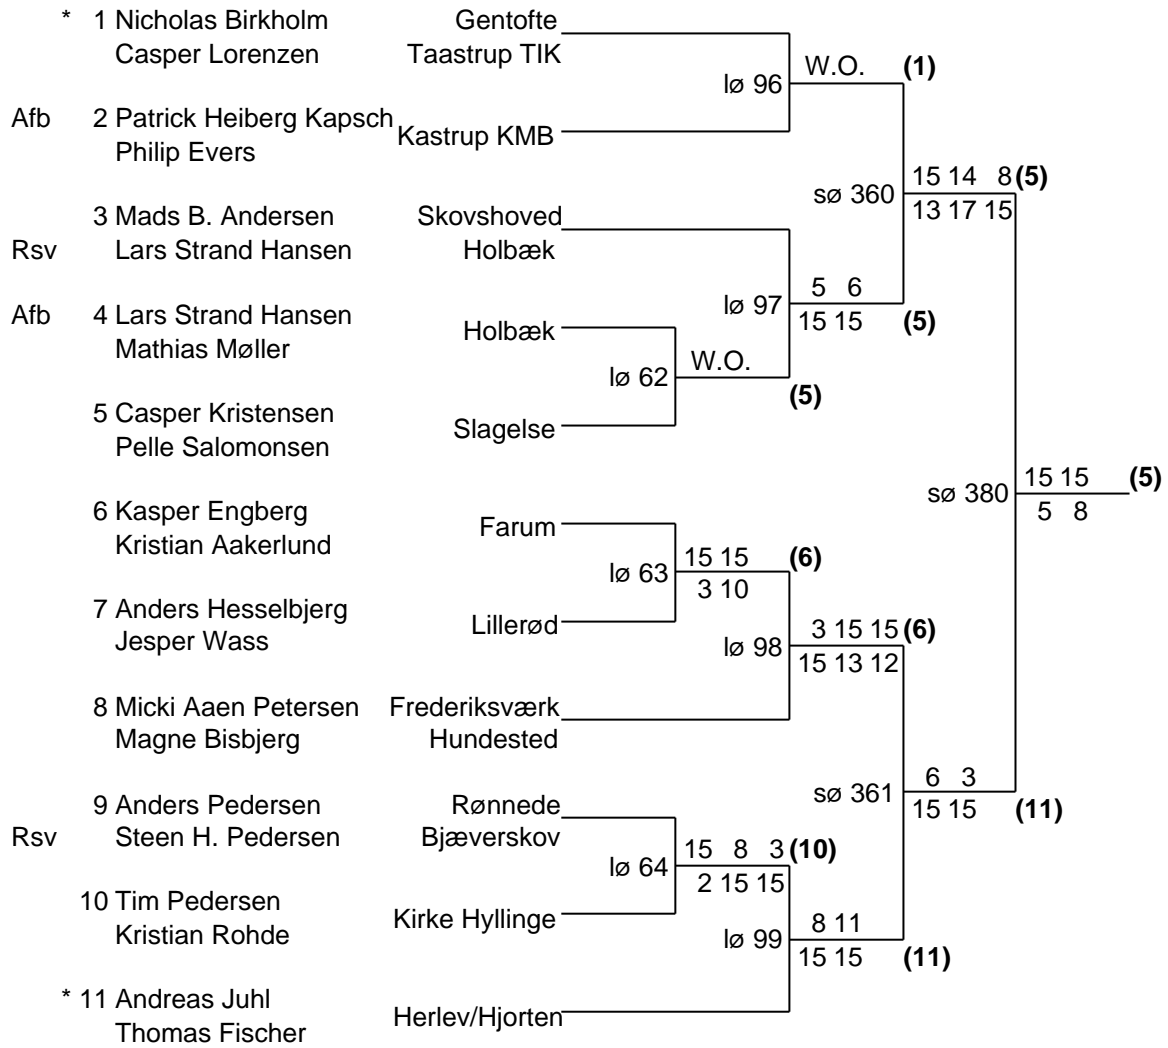 * 1 Nicholas Birkholm Gentofte
Casper Lorenzen Taastrup TIK
W.O. (1)
lø 96
Afb 2 Patrick Heiberg Kapsch Kastrup KMB
Philip Evers
15 14 8 (5)
sø 360
13 17 15
3 Mads B. Andersen Skovshoved
Rsv Lars Strand Hansen Holbæk
5 6
lø 97
15 15 (5)
Afb 4 Lars Strand Hansen Holbæk
Mathias Møller
W.O.
lø 62
(5)
5 Casper Kristensen Slagelse
Pelle Salomonsen
15 15 (5)
sø 380
5 8
6 Kasper Engberg Farum
Kristian Aakerlund
15 15 (6)
lø 63
3 10
7 Anders Hesselbjerg Lillerød
Jesper Wass
3 15 15 (6)
lø 98
15 13 12
8 Micki Aaen Petersen Frederiksværk
Magne Bisbjerg Hundested
6 3
sø 361
15 15 (11)
9 Anders Pedersen Rønnede
Rsv Steen H. Pedersen Bjæverskov
15 8 3 (10)
lø 64
2 15 15
10 Tim Pedersen Kirke Hyllinge
Kristian Rohde
8 11
lø 99
15 15 (11)
* 11 Andreas Juhl Herlev/Hjorten
Thomas Fischer